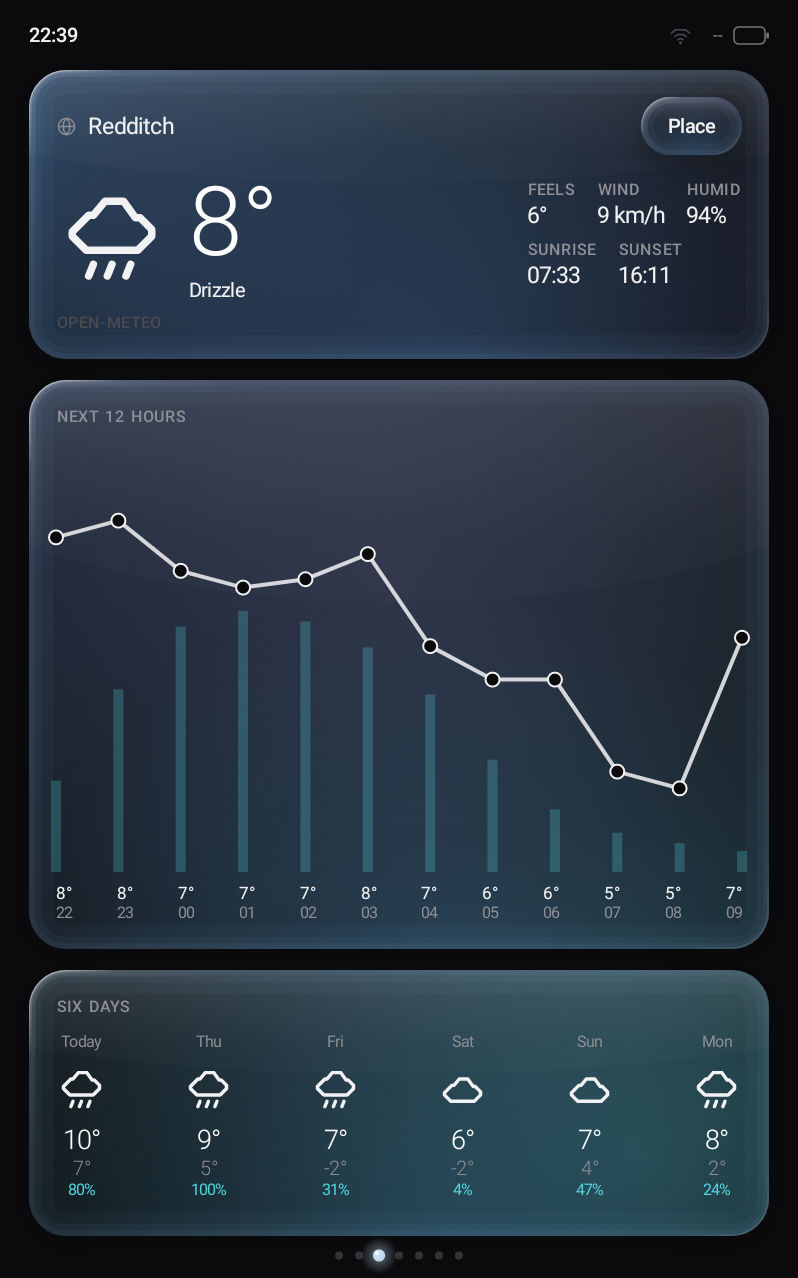 22:39
--
Redditch
Place
8°
Drizzle
FEELS WIND HUMID
6° 9 km/h 94%
SUNRISE SUNSET
07:33 16:11
OPEN-METEO
NEXT 12 HOURS
8° 8° 7° 7° 7° 8° 7° 6° 6° 5° 5° 7°
22 23 00 01 02 03 04 05 06 07 08 09
SIX DAYS
Today Thu Fri Sat Sun Mon
10° 9° 7° 6° 7° 8°
7° 5° -2° -2° 4° 2°
80% 100% 31% 4% 47% 24%